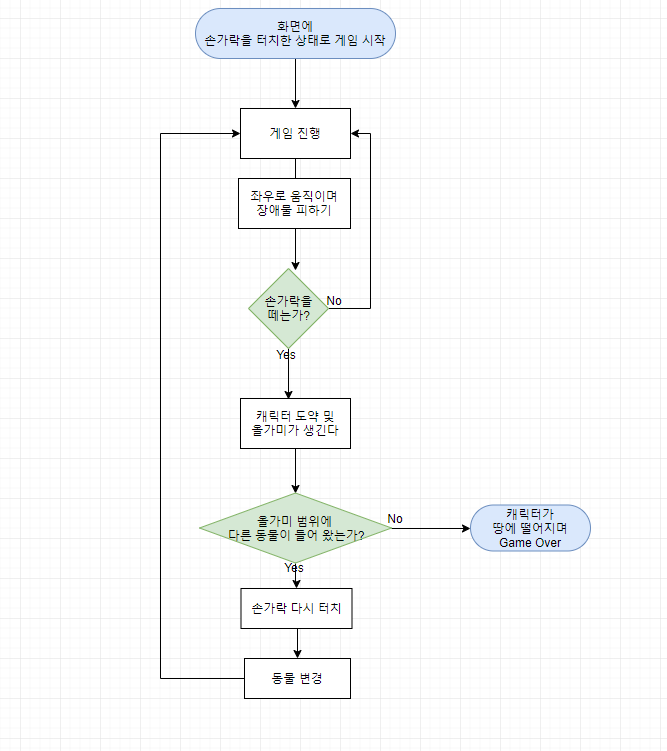 화면에
손가락을 터치한 상태로 게임 시작
게임 진행
좌우로 움직이며
장애물 피하기
손가락을
떼는가?
No
Yes
캐릭터 도약 및
올가미가 생긴다
올가미 범위에
다른 동물이 들어 왔는가?
No
캐릭터가
땅에 떨어지며
Game Over
Yes
손가락 다시 터치
동물 변경